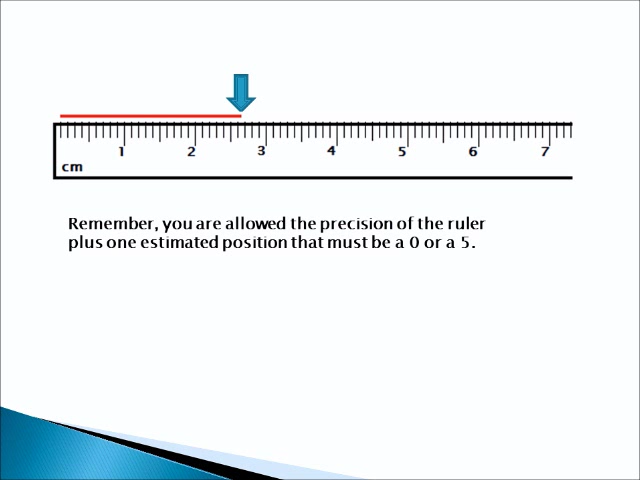 1 2 3 4 5 6 7
cm
Remember, you are allowed the precision of the ruler
plus one estimated position that must be a 0 or a 5.